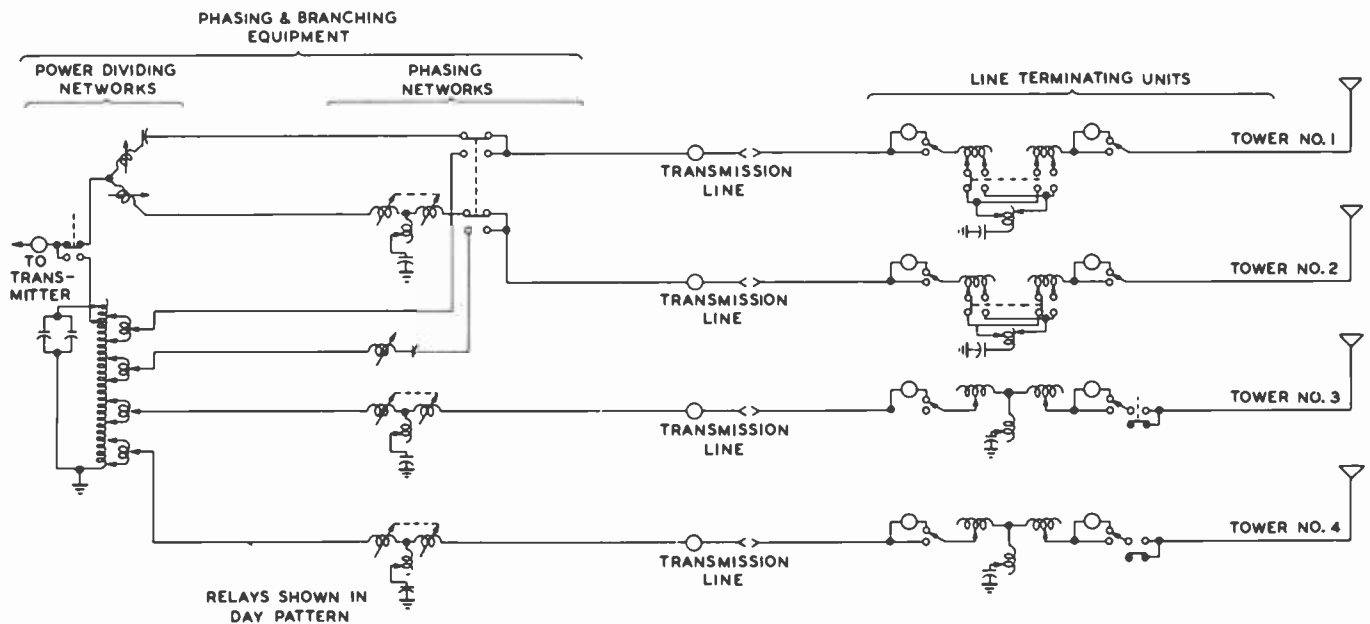 PHASING & BRANCHING
EQUIPMENT
POWER DIVIDING
NETWORKS
PHASING
NETWORKS
LINE TERMINATING UNITS
TOWER NO. 1
TRANSMISSION
LINE
TO
TRANS-
MITTER
TOWER NO. 2
TRANSMISSION
LINE
TOWER NO. 3
TRANSMISSION
LINE
TOWER NO. 4
TRANSMISSION
LINE
RELAYS SHOWN IN
DAY PATTERN